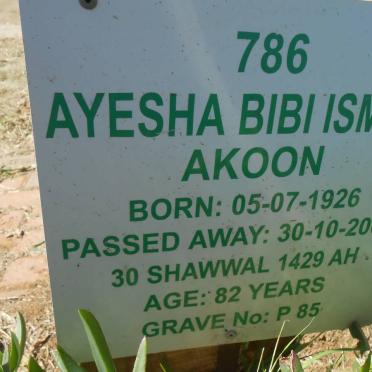 786
AYESHA BIBI ISM
AKOON
BORN: 05-07-1926
PASSED AWAY: 30-10-200
30 SHAWWAL 1429 AH
AGE: 82 YEARS
GRAVE No: P 85